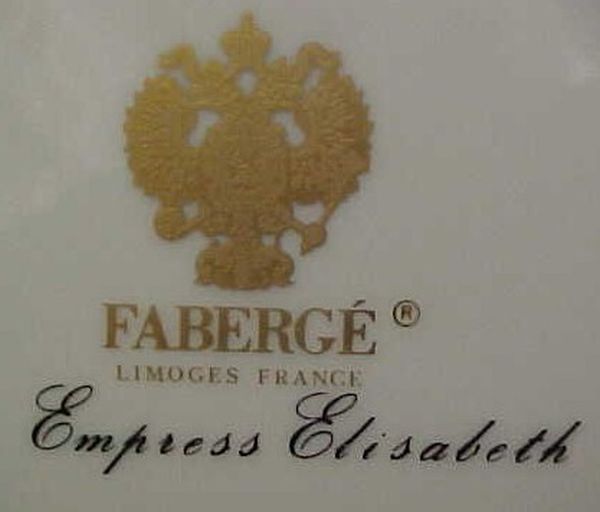 FABERGÉ ®
LIMOGES FRANCE
Empress Elisabeth